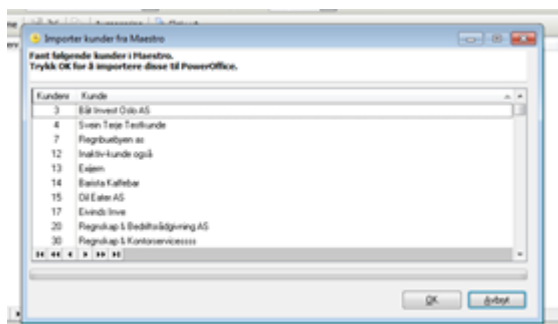 Importer kunder fra Maestro
Fant følgende kunder i Maestro.
Trykk OK for å importere disse til PowerOffice.
Kundenr Kunde
3 Båt Invest Oslo AS
4 Svein Terje Testkunde
7 Regnbuebyen as
12 Inaktiv-kunde også
13
14 Barista Kaffebar
15 Oil Eater AS
17 Eivinds Inve
20 Regnskap & Bedriftsrådgivning AS
30 Regnskap & Kontorservicessss
OK Avbryt